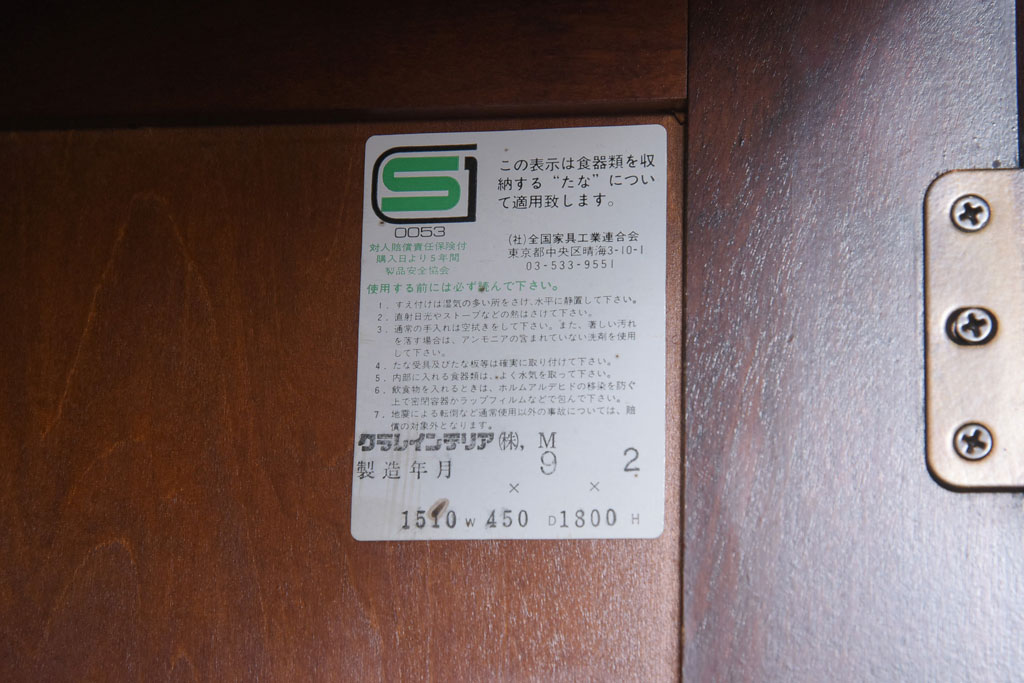 SG
0053
対人賠償責任保険付
購入日より5年間
製品安全協会
この表示は食器類を収
納する“たな”につい
て適用致します。
(社)全国家具工業連合会
東京都中央区晴海3-10-1
03-533-9551
使用する前には必ず読んで下さい。
1. すえ付けは湿気の多い所をさけ、水平に静置して下さい。
2. 直射日光やストーブなどの熱はさけて下さい。
3. 通常の手入れは空拭きをして下さい。また、著しい汚れ
を落す場合は、アンモニアの含まれていない洗剤を使用
して下さい。
4. たな受具及びたな板等は確実に取り付けて下さい。
5. 内部に入れる食器類は、よく水気を取って下さい。
6. 飲食物を入れるときは、ホルムアルデヒドの移染を防ぐ
上で密閉容器かラップフィルムなどで包んで下さい。
7. 地震による転倒など通常使用以外の事故については、賠
償の対象外となります。
クラレインテリア(株), M
製造年月 9 2
× ×
1510 W 450 D 1800 H